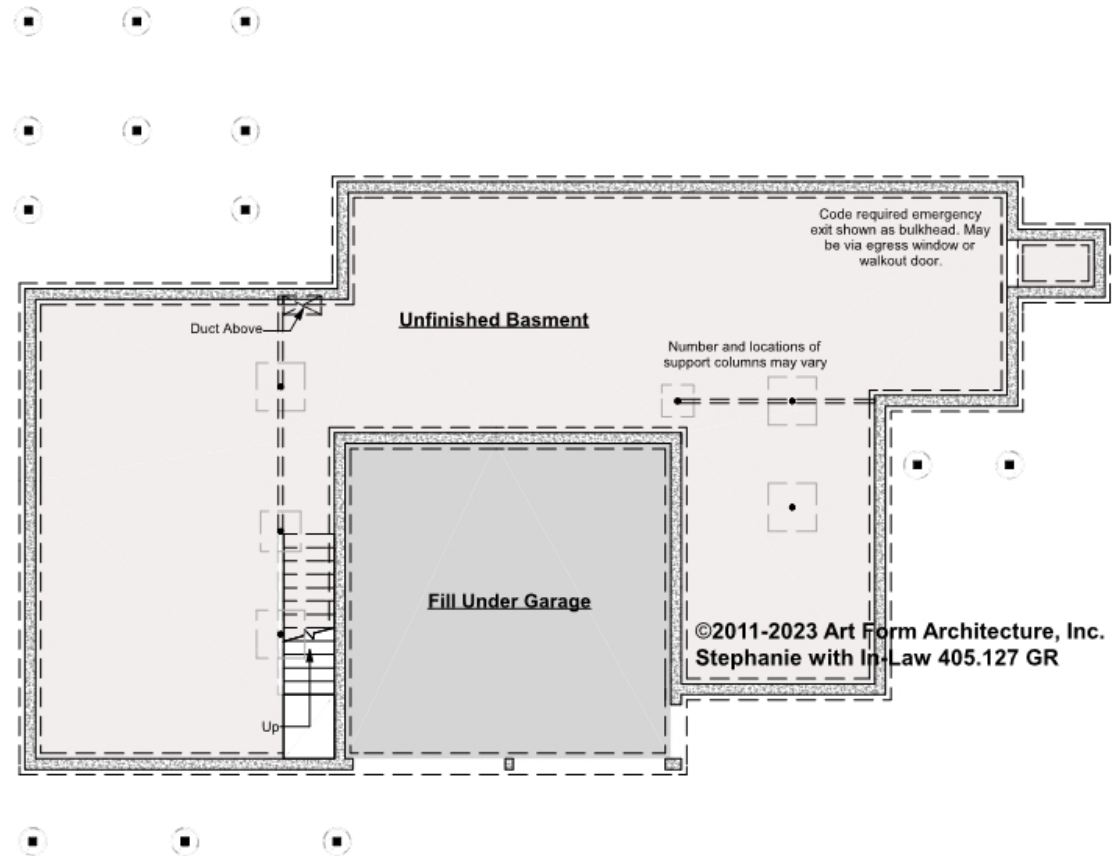 Code required emergency
exit shown as bulkhead. May
be via egress window or
walkout door.
Duct Above
Unfinished Basment
Number and locations of
support columns may vary
Fill Under Garage
©2011-2023 Art Form Architecture, Inc.
Stephanie with In-Law 405.127 GR
Up